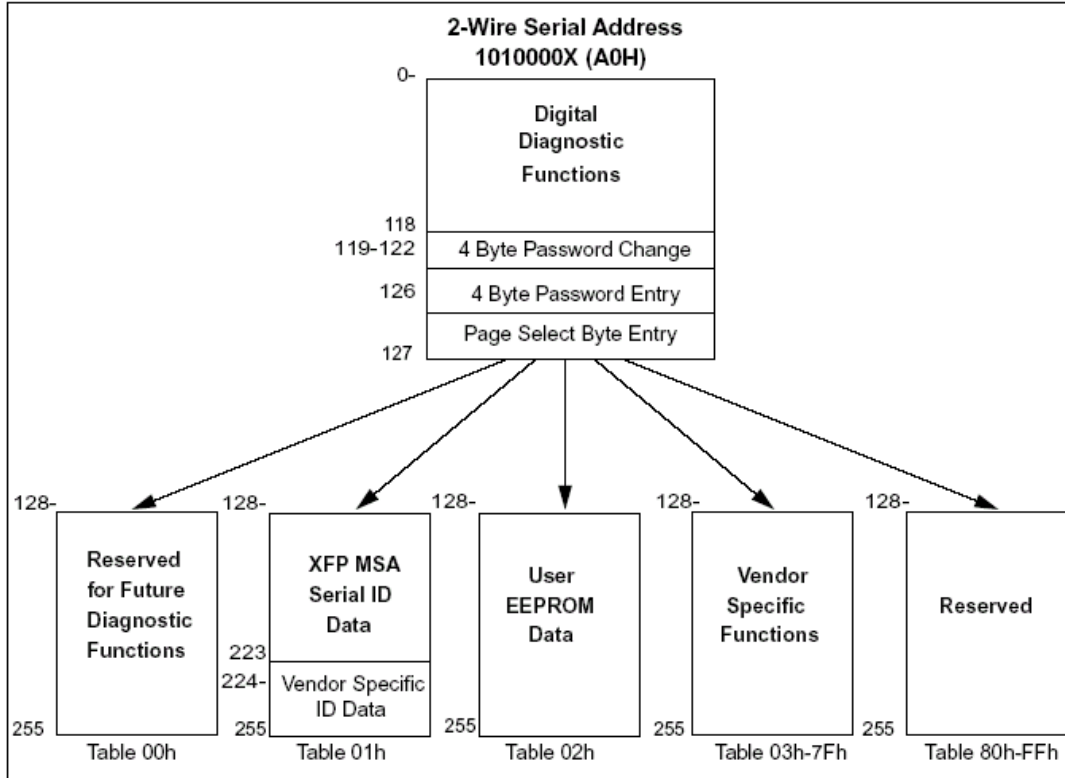 2-Wire Serial Address
1010000X (A0H)
0-
Digital
Diagnostic
Functions
118
119-122
4 Byte Password Change
126
4 Byte Password Entry
Page Select Byte Entry
127
128-
Reserved
for Future
Diagnostic
Functions
255
Table 00h
128-
XFP MSA
Serial ID
Data
223
224-
Vendor Specific
ID Data
255
Table 01h
128-
User
EEPROM
Data
255
Table 02h
128-
Vendor
Specific
Functions
255
Table 03h-7Fh
128-
Reserved
255
Table 80h-FFh